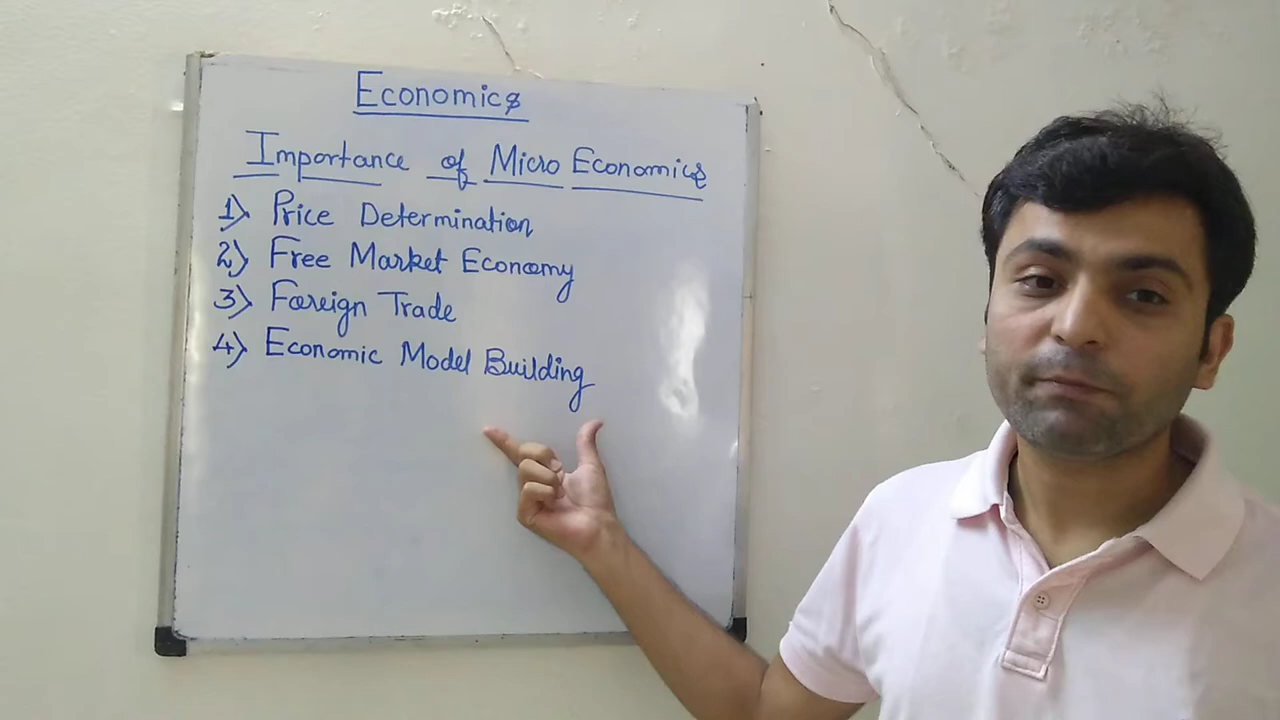 Economics
Importance of Micro Economics
1) Price Determination
2) Free Market Economy
3) Foreign Trade
4) Economic Model Building